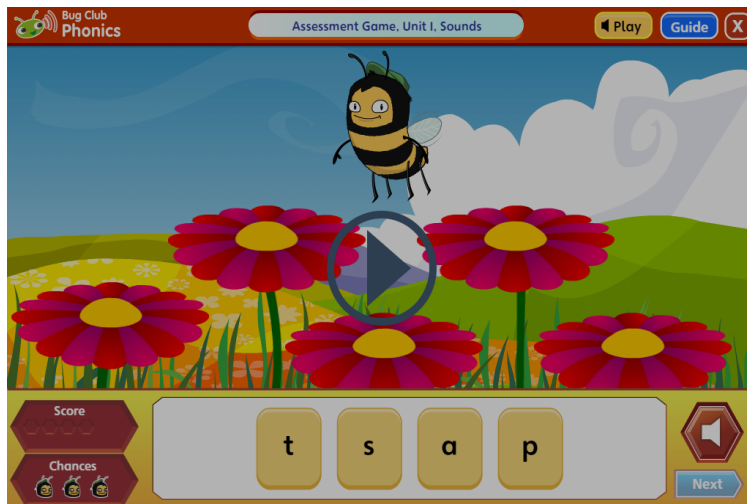 Bug Club
Phonics
Assessment Game, Unit 1, Sounds
Play
Guide
X
Score
Chances
t s a p
Next